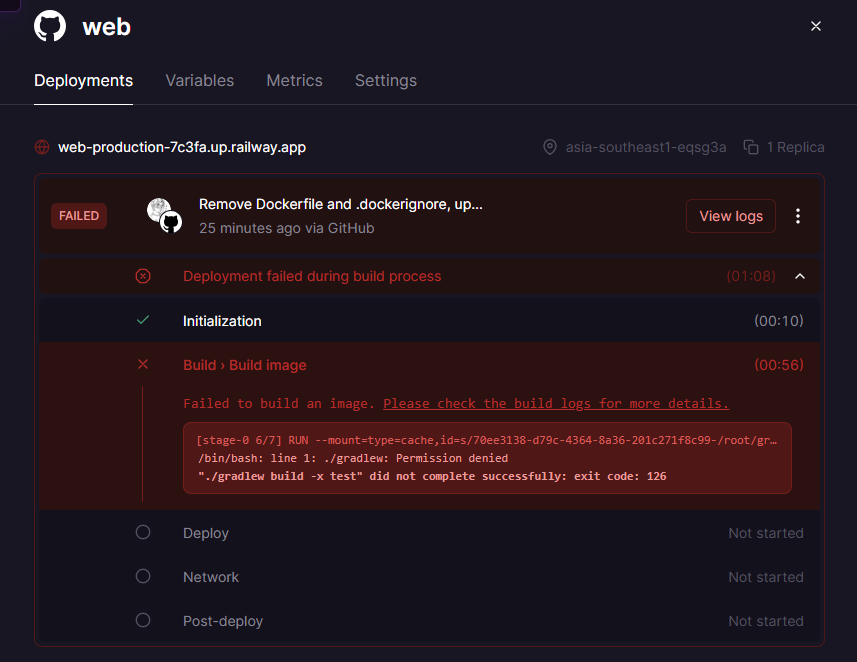 web
Deployments Variables Metrics Settings
web-production-7c3fa.up.railway.app asia-southeast1-eqsg3a 1 Replica
FAILED
Remove Dockerfile and .dockerignore, up...
25 minutes ago via GitHub
View logs
Deployment failed during build process (01:08)
Initialization (00:10)
Build › Build image (00:56)
Failed to build an image. Please check the build logs for more details.
[stage-0 6/7] RUN --mount=type=cache,id=s/70ee3138-d79c-4364-8a36-201c271f8c99-/root/gr…
/bin/bash: line 1: ./gradlew: Permission denied
"./gradlew build -x test" did not complete successfully: exit code: 126
Deploy Not started
Network Not started
Post-deploy Not started